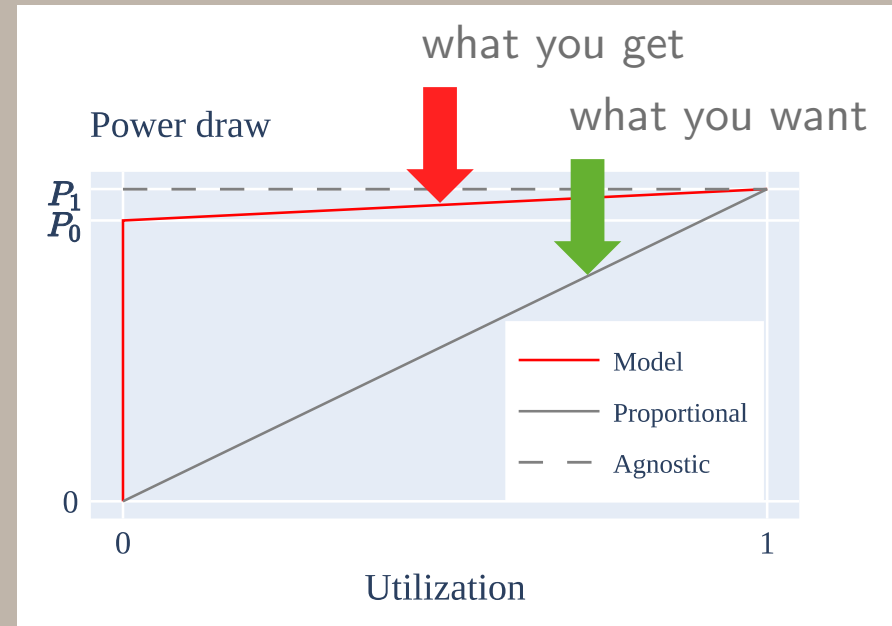 what you get
what you want
Power draw
P₁
P₀
Model
Proportional
Agnostic
0
0
1
Utilization